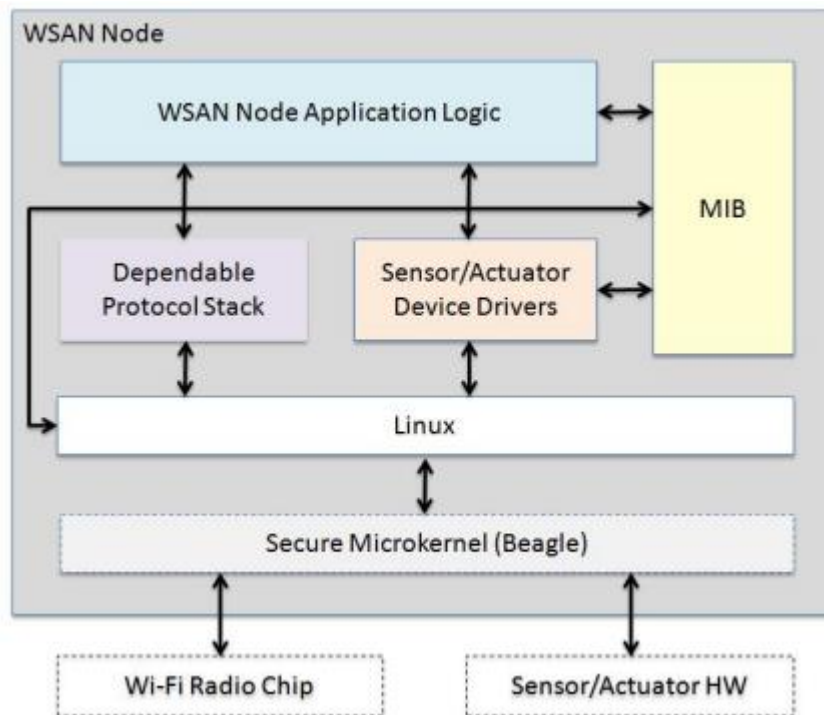 WSAN Node
WSAN Node Application Logic
MIB
Dependable
Protocol Stack
Sensor/Actuator
Device Drivers
Linux
Secure Microkernel (Beagle)
Wi-Fi Radio Chip
Sensor/Actuator HW